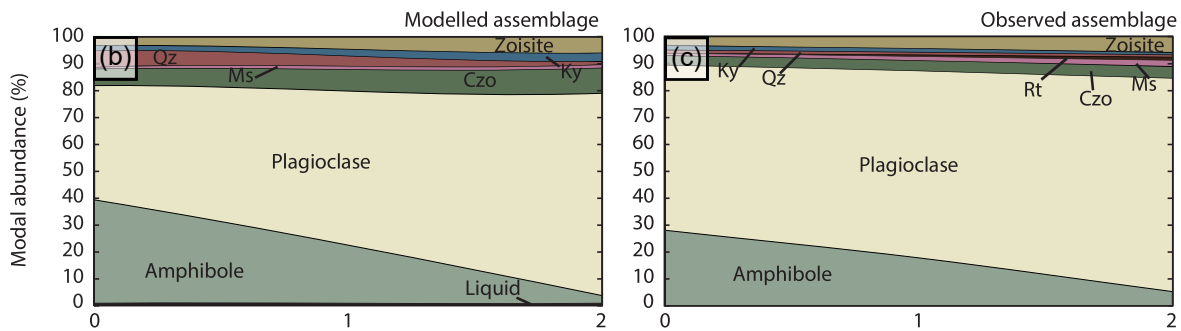 Modelled assemblage
Observed assemblage
Modal abundance (%)
(b)
100
90
80
70
60
50
40
30
20
10
0
Zoisite
Qz
Ms
Ky
Czo
Plagioclase
Amphibole
Liquid
0 1 2
(c)
100
90
80
70
60
50
40
30
20
10
0
Zoisite
Ky
Qz
Rt
Czo
Ms
Plagioclase
Amphibole
0 1 2